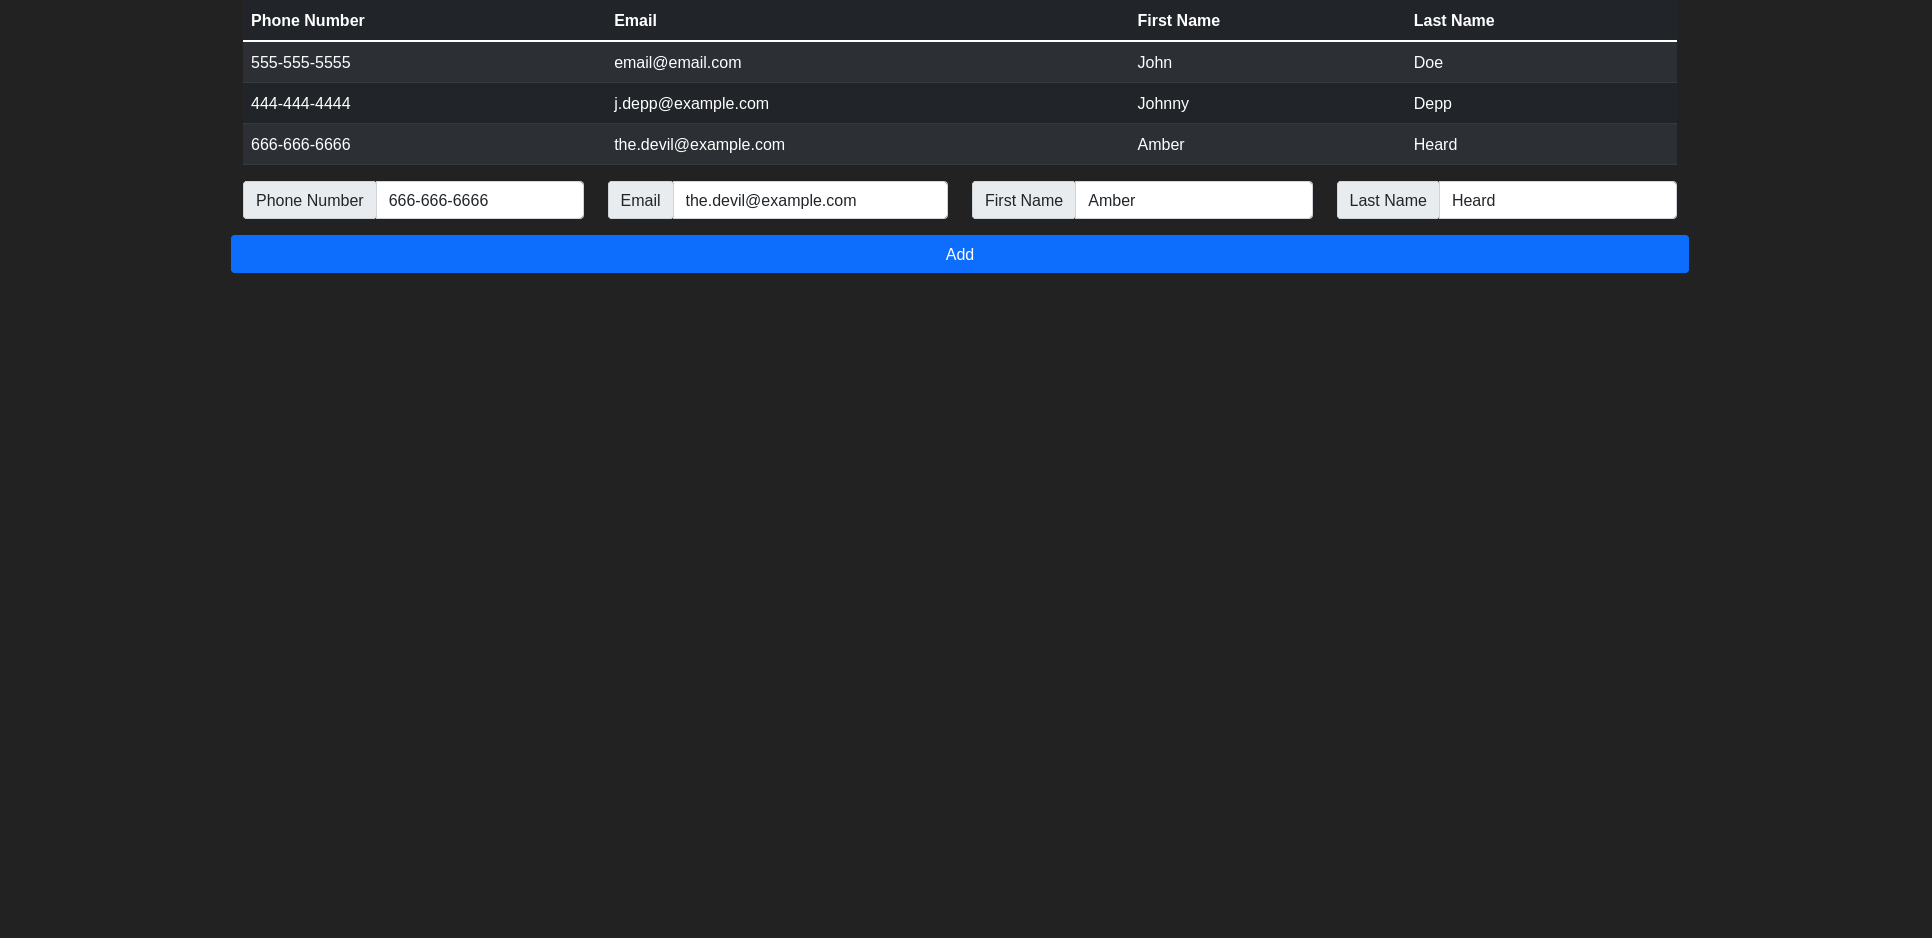 Phone Number Email First Name Last Name
555-555-5555 email@email.com John Doe
444-444-4444 j.depp@example.com Johnny Depp
666-666-6666 the.devil@example.com Amber Heard
Phone Number 666-666-6666 Email the.devil@example.com First Name Amber Last Name Heard
Add